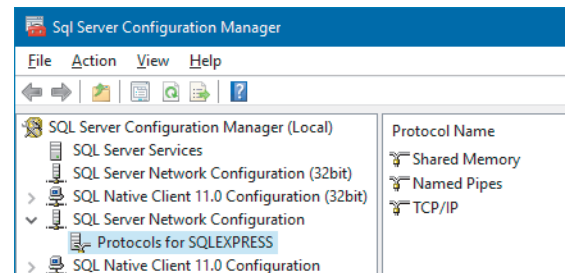 Sql Server Configuration Manager
File Action View Help
SQL Server Configuration Manager (Local)
SQL Server Services
SQL Server Network Configuration (32bit)
SQL Native Client 11.0 Configuration (32bit)
SQL Server Network Configuration
Protocols for SQLEXPRESS
SQL Native Client 11.0 Configuration
Protocol Name
Shared Memory
Named Pipes
TCP/IP